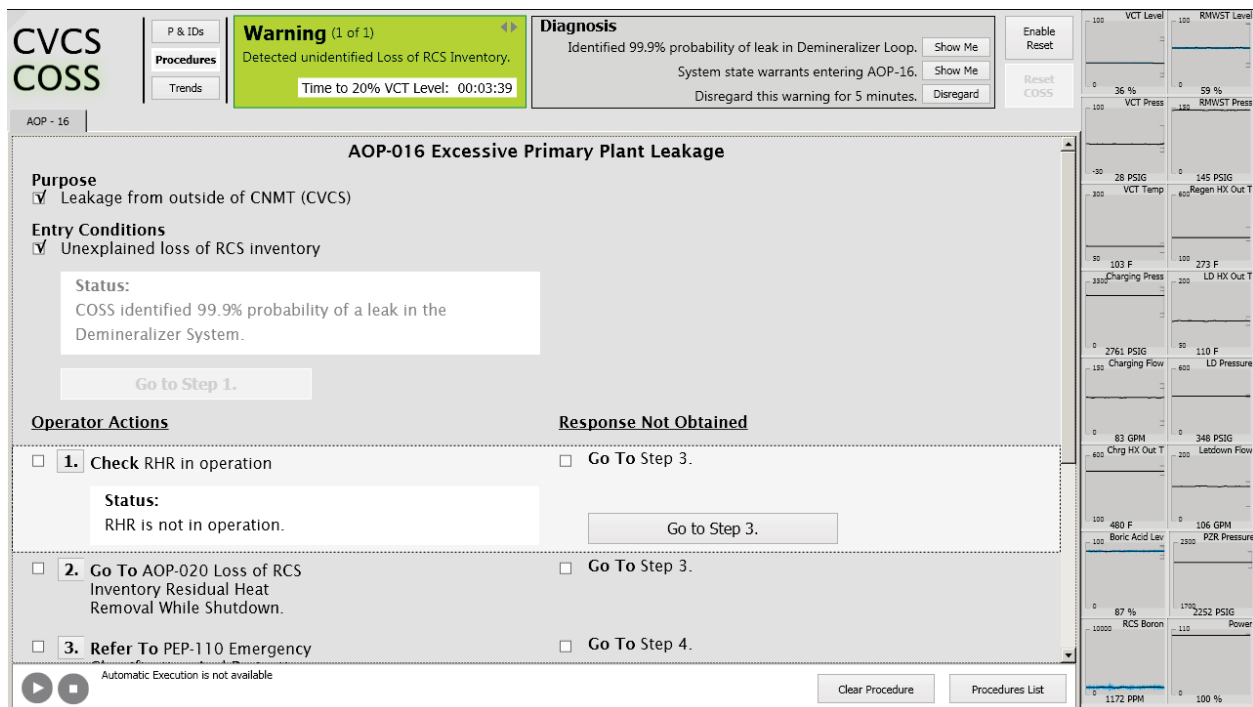 CVCS
COSS
P & IDs
Procedures
Trends
Warning (1 of 1)
Detected unidentified Loss of RCS Inventory.
Time to 20% VCT Level: 00:03:39
Diagnosis
Identified 99.9% probability of leak in Demineralizer Loop. Show Me
System state warrants entering AOP-16. Show Me
Disregard this warning for 5 minutes. Disregard
Enable
Reset
Reset
COSS
AOP - 16
AOP-016 Excessive Primary Plant Leakage
Purpose
Leakage from outside of CNMT (CVCS)
Entry Conditions
Unexplained loss of RCS inventory
Status:
COSS identified 99.9% probability of a leak in the
Demineralizer System.
Go to Step 1.
Operator Actions
Response Not Obtained
1. Check RHR in operation
Go To Step 3.
Status:
RHR is not in operation.
Go to Step 3.
2. Go To AOP-020 Loss of RCS
Inventory Residual Heat
Removal While Shutdown.
Go To Step 3.
3. Refer To PEP-110 Emergency
Go To Step 4.
Automatic Execution is not available
Clear Procedure
Procedures List
100 VCT Level
0
36 %
100 RMWST Level
0
59 %
100 VCT Press
-30
28 PSIG
150 RMWST Press
0
145 PSIG
300 VCT Temp
50
103 F
600 Regen HX Out T
100
273 F
3300 Charging Press
0
2761 PSIG
200 LD HX Out T
50
110 F
150 Charging Flow
0
83 GPM
600 LD Pressure
0
348 PSIG
600 Chrg HX Out T
100
480 F
200 Letdown Flow
0
106 GPM
100 Boric Acid Lev
0
87 %
2500 PZR Pressure
1700
2252 PSIG
10000 RCS Boron
0
1172 PPM
110 Power
0
100 %